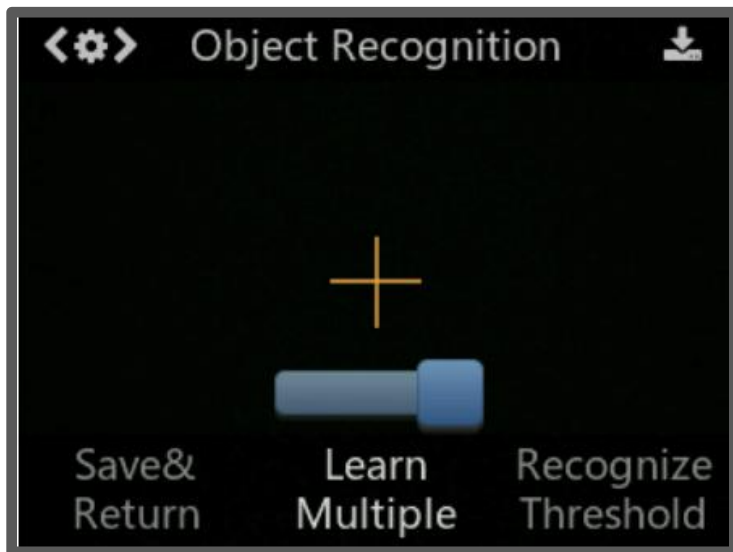 Object Recognition
Save&
Return
Learn
Multiple
Recognize
Threshold